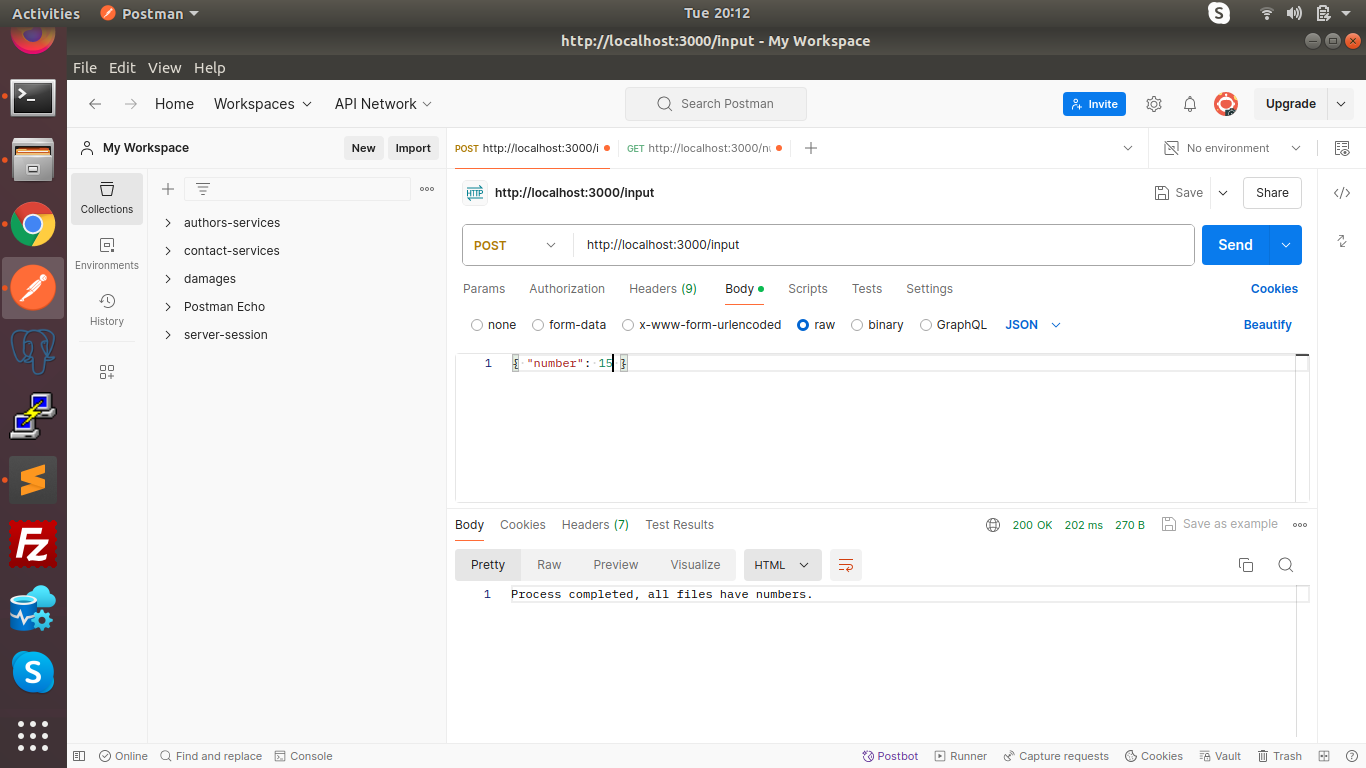 Activities
Postman
Tue 20:12
http://localhost:3000/input - My Workspace
File Edit View Help
Home Workspaces API Network
Search Postman
Invite
Upgrade
My Workspace
New
Import
POST http://localhost:3000/i
GET http://localhost:3000/nu
No environment
Collections
Environments
History
authors-services
contact-services
damages
Postman Echo
server-session
HTTP http://localhost:3000/input
Save
Share
POST
http://localhost:3000/input
Send
Params Authorization Headers (9) Body Scripts Tests Settings
Cookies
none form-data x-www-form-urlencoded raw binary GraphQL JSON
Beautify
1 { "number": 15 }
Body Cookies Headers (7) Test Results
200 OK 202 ms 270 B
Save as example
Pretty Raw Preview Visualize HTML
1 Process completed, all files have numbers.
Online Find and replace Console
Postbot Runner Capture requests Cookies Vault Trash